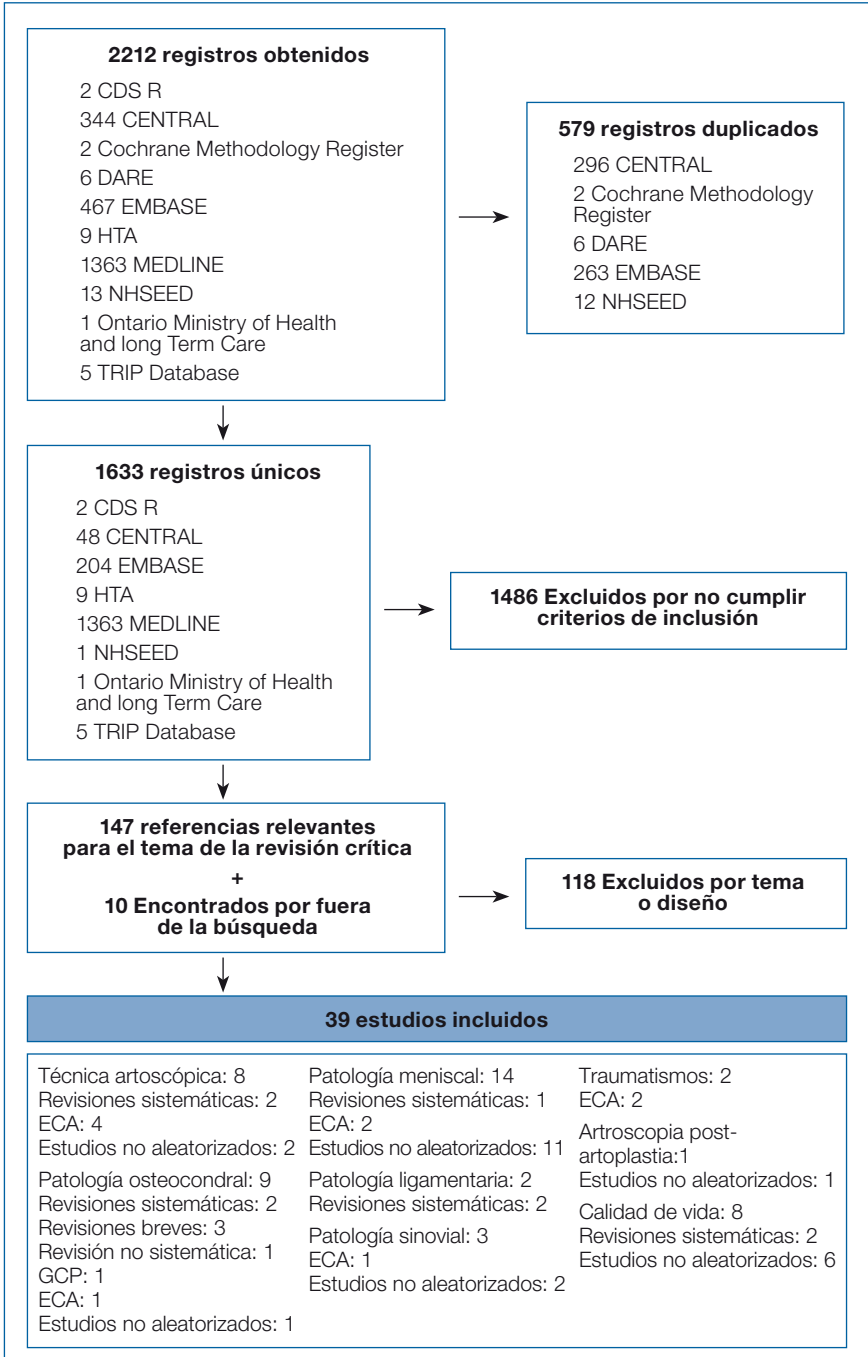 2212 registros obtenidos
2 CDS R
344 CENTRAL
2 Cochrane Methodology Register
6 DARE
467 EMBASE
9 HTA
1363 MEDLINE
13 NHSEED
1 Ontario Ministry of Health
and long Term Care
5 TRIP Database
579 registros duplicados
296 CENTRAL
2 Cochrane Methodology
Register
6 DARE
263 EMBASE
12 NHSEED
1633 registros únicos
2 CDS R
48 CENTRAL
204 EMBASE
9 HTA
1363 MEDLINE
1 NHSEED
1 Ontario Ministry of Health
and long Term Care
5 TRIP Database
1486 Excluidos por no cumplir
criterios de inclusión
147 referencias relevantes
para el tema de la revisión crítica
+
10 Encontrados por fuera
de la búsqueda
118 Excluidos por tema
o diseño
39 estudios incluidos
Técnica artoscópica: 8
Revisiones sistemáticas: 2
ECA: 4
Estudios no aleatorizados: 2
Patología osteocondral: 9
Revisiones sistemáticas: 2
Revisiones breves: 3
Revisión no sistemática: 1
GCP: 1
ECA: 1
Estudios no aleatorizados: 1
Patología meniscal: 14
Revisiones sistemáticas: 1
ECA: 2
Estudios no aleatorizados: 11
Patología ligamentaria: 2
Revisiones sistemáticas: 2
Patología sinovial: 3
ECA: 1
Estudios no aleatorizados: 2
Traumatismos: 2
ECA: 2
Artroscopia post-
artoplastia:1
Estudios no aleatorizados: 1
Calidad de vida: 8
Revisiones sistemáticas: 2
Estudios no aleatorizados: 6